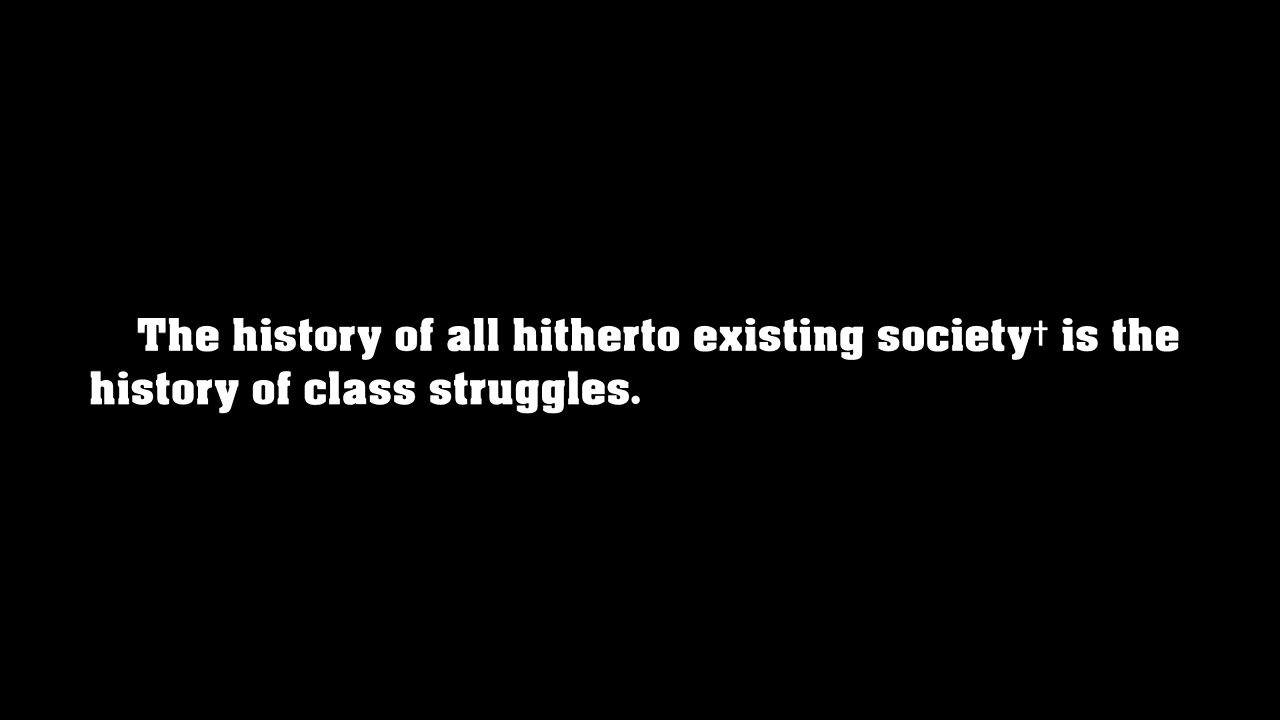 The history of all hitherto existing society† is the
history of class struggles.